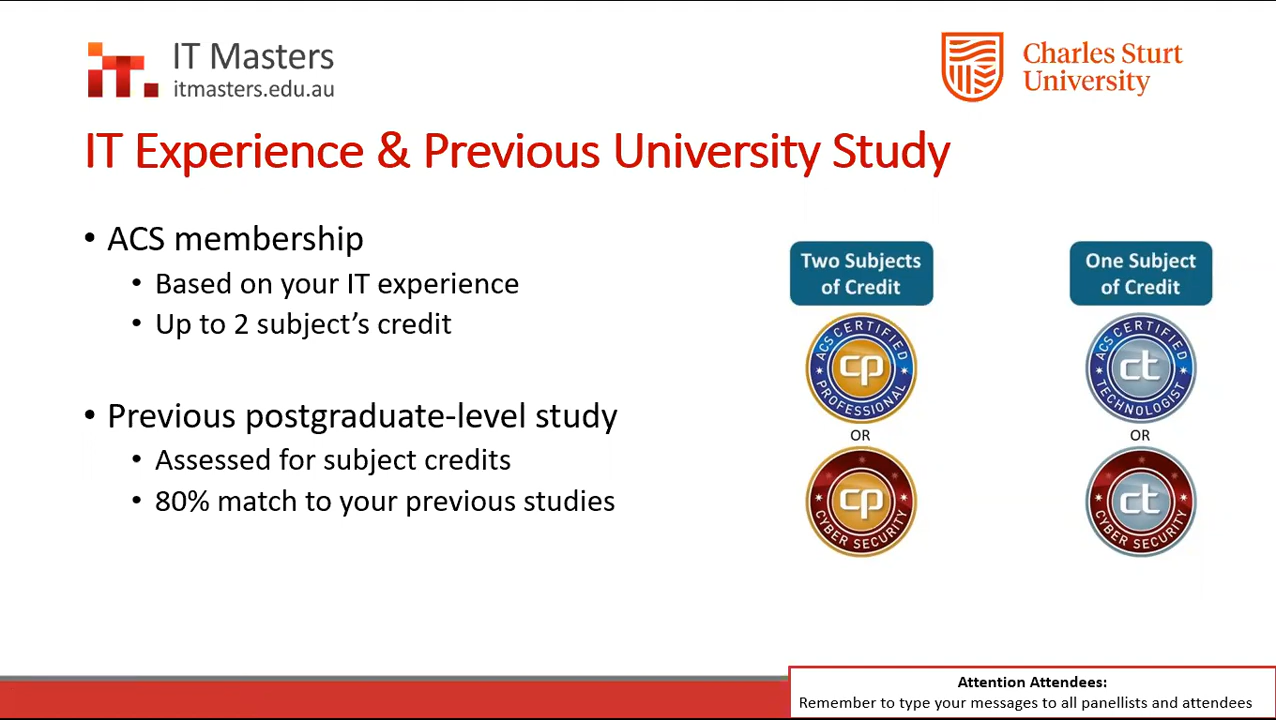 IT Masters
itmasters.edu.au
Charles Sturt
University
IT Experience & Previous University Study
• ACS membership
• Based on your IT experience
• Up to 2 subject’s credit
• Previous postgraduate-level study
• Assessed for subject credits
• 80% match to your previous studies
Two Subjects
of Credit
ACS CERTIFIED
cp
PROFESSIONAL
OR
cp
CYBER SECURITY
One Subject
of Credit
ACS CERTIFIED
ct
TECHNOLOGIST
OR
ct
CYBER SECURITY
Attention Attendees:
Remember to type your messages to all panellists and attendees